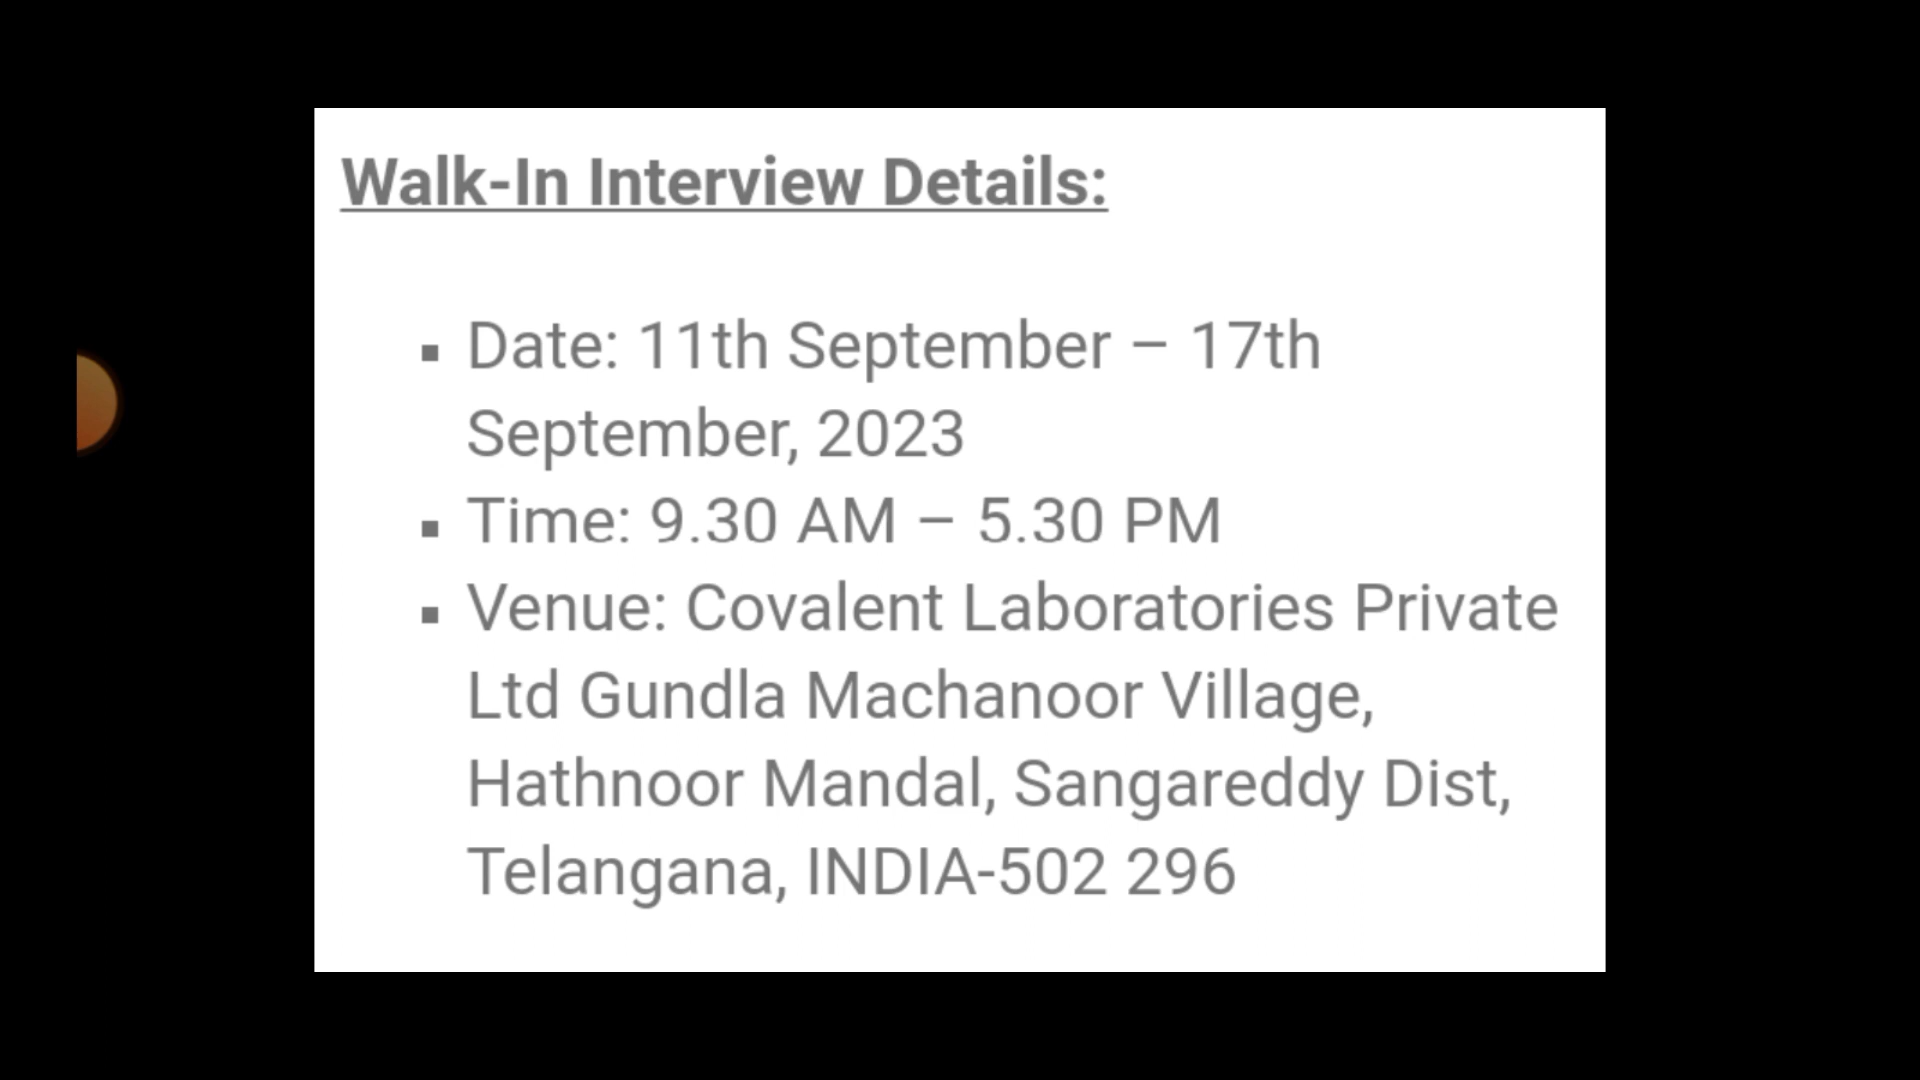 Walk-In Interview Details:
▪ Date: 11th September – 17th
September, 2023
▪ Time: 9.30 AM – 5.30 PM
▪ Venue: Covalent Laboratories Private
Ltd Gundla Machanoor Village,
Hathnoor Mandal, Sangareddy Dist,
Telangana, INDIA-502 296